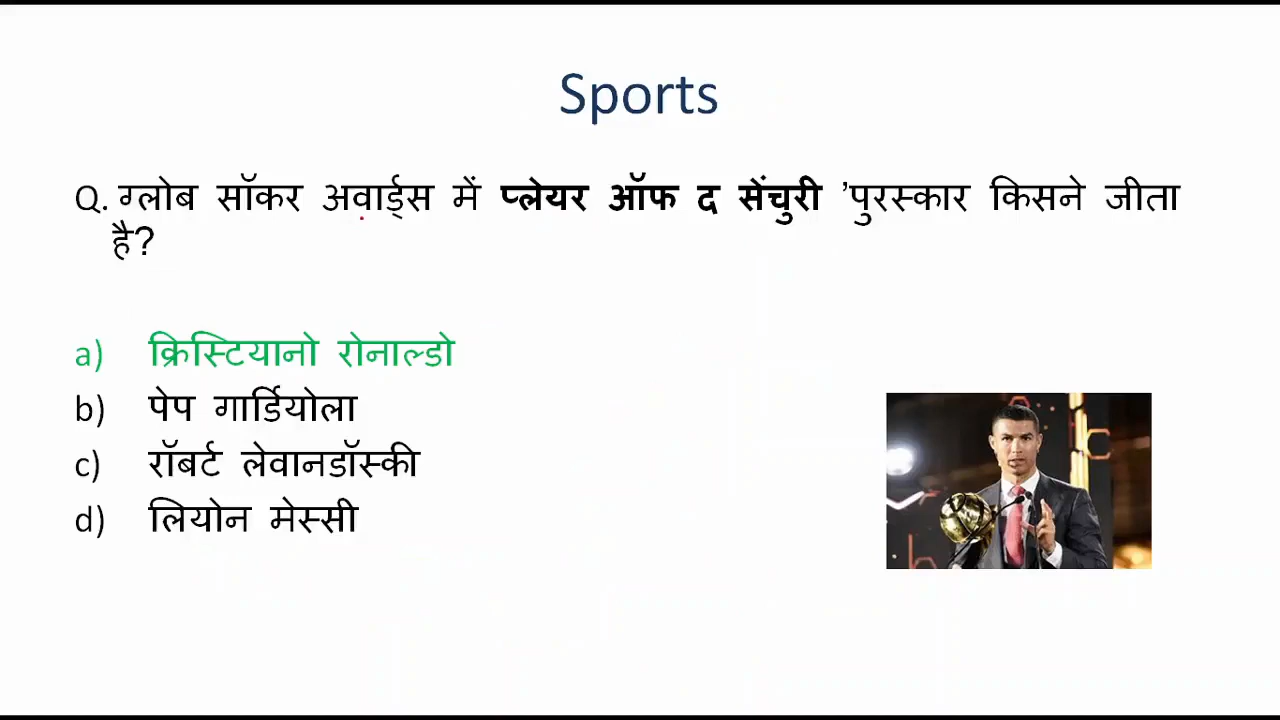 Sports
Q. ग्लोब सॉकर अवार्ड्स में प्लेयर ऑफ द सेंचुरी ’पुरस्कार किसने जीता
है?
a) क्रिस्टियानो रोनाल्डो
b) पेप गार्डियोला
c) रॉबर्ट लेवानडॉस्की
d) लियोन मेस्सी